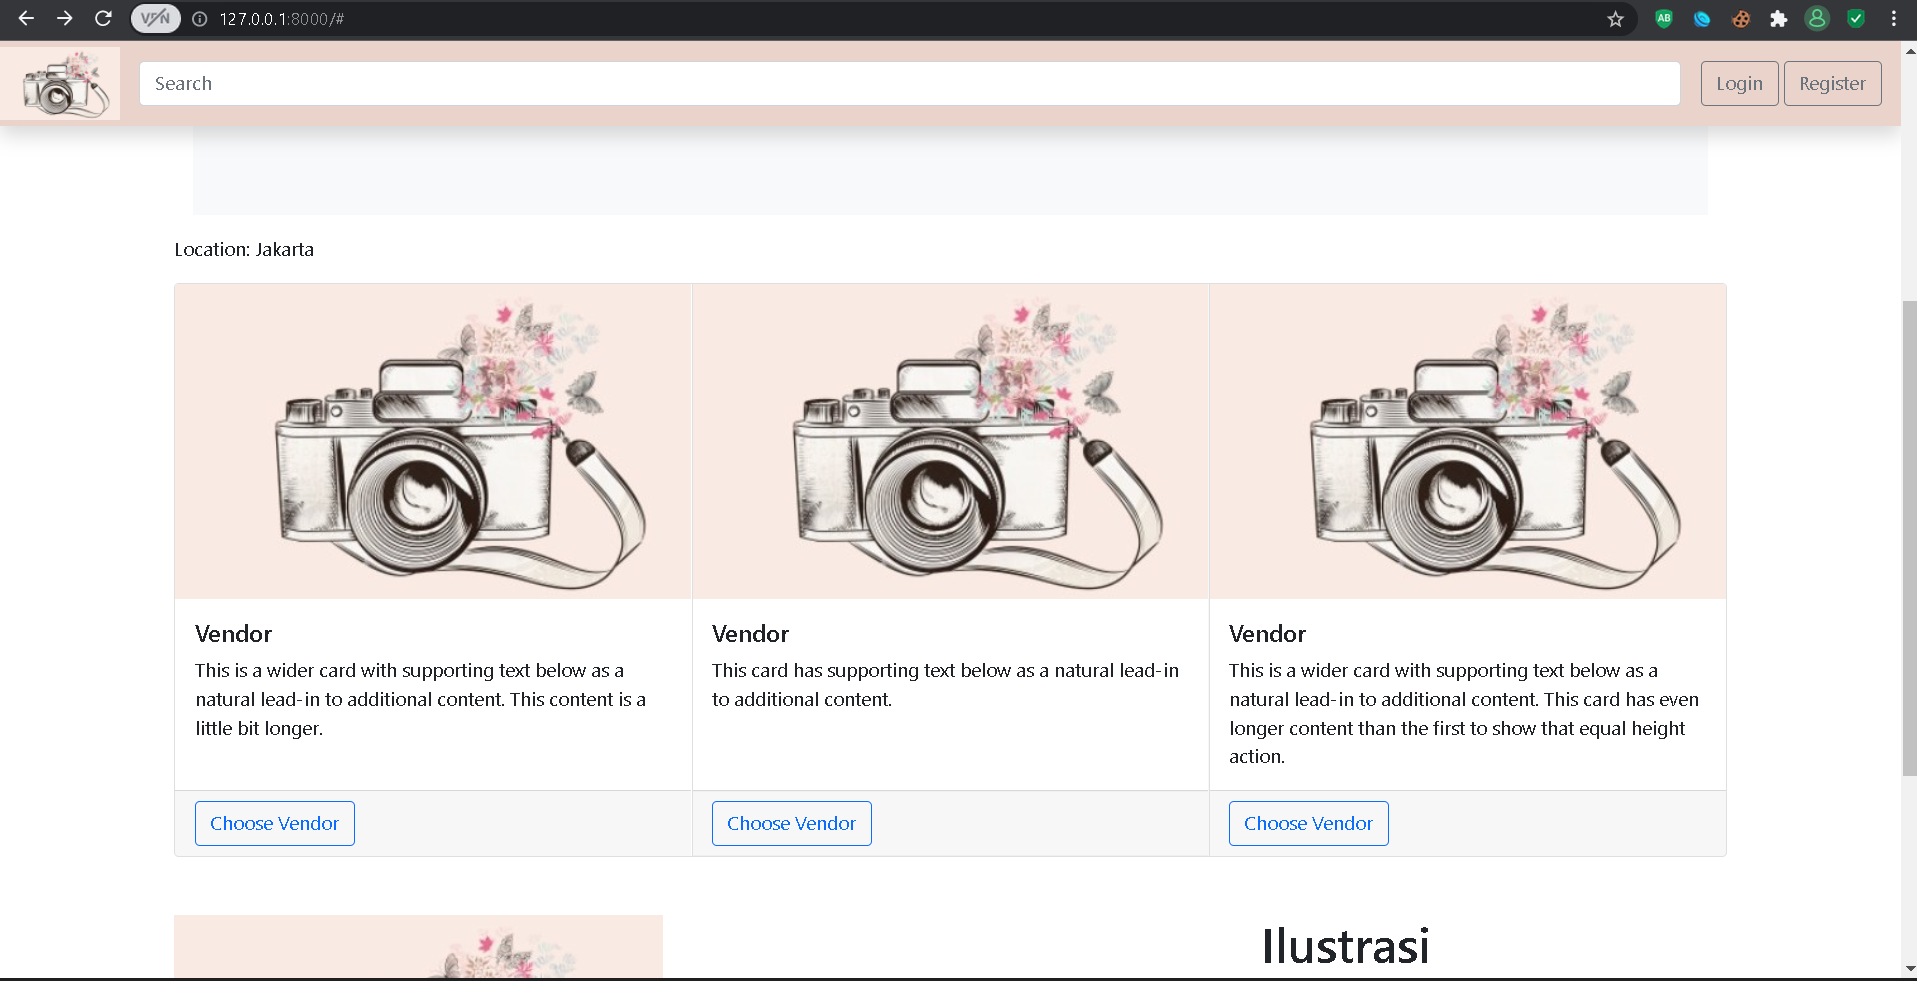 VPN 127.0.0.1:8000/# AB
Search Login Register
Location: Jakarta
Vendor
This is a wider card with supporting text below as a
natural lead-in to additional content. This content is a
little bit longer.
Choose Vendor
Vendor
This card has supporting text below as a natural lead-in
to additional content.
Choose Vendor
Vendor
This is a wider card with supporting text below as a
natural lead-in to additional content. This card has even
longer content than the first to show that equal height
action.
Choose Vendor
Ilustrasi